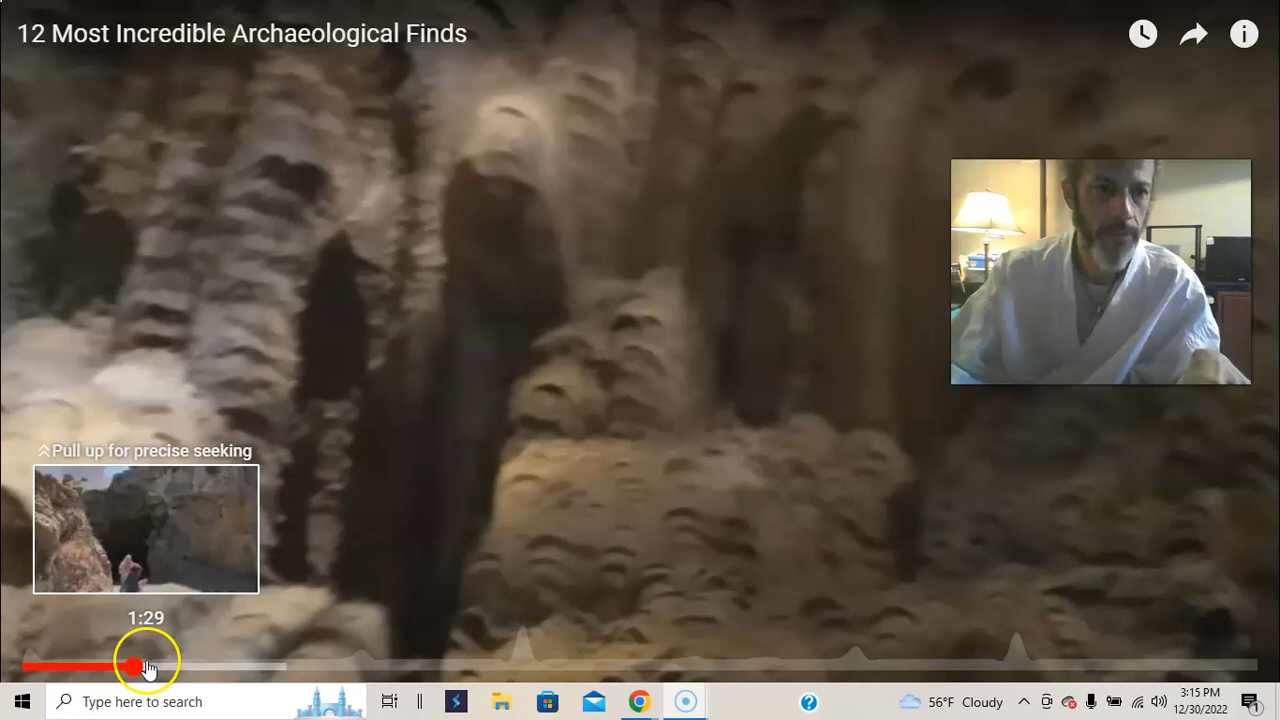 12 Most Incredible Archaeological Finds
Pull up for precise seeking
1:29
Type here to search
56°F Cloudy
3:15 PM
12/30/2022
1